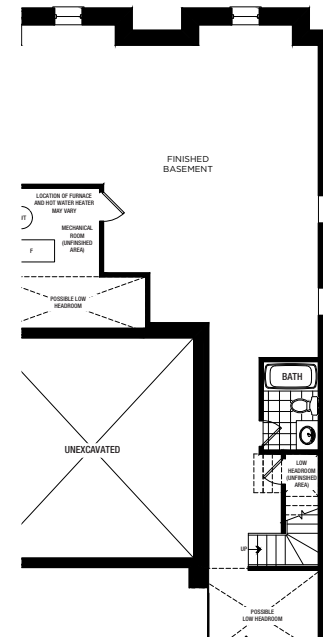 FINISHED
BASEMENT
LOCATION OF FURNACE
AND HOT WATER HEATER
MAY VARY
MECHANICAL
ROOM
(UNFINISHED
AREA)
F
POSSIBLE LOW
HEADROOM
BATH
UNEXCAVATED
LOW
HEADROOM
(UNFINISHED
AREA)
UP
POSSIBLE
LOW HEADROOM